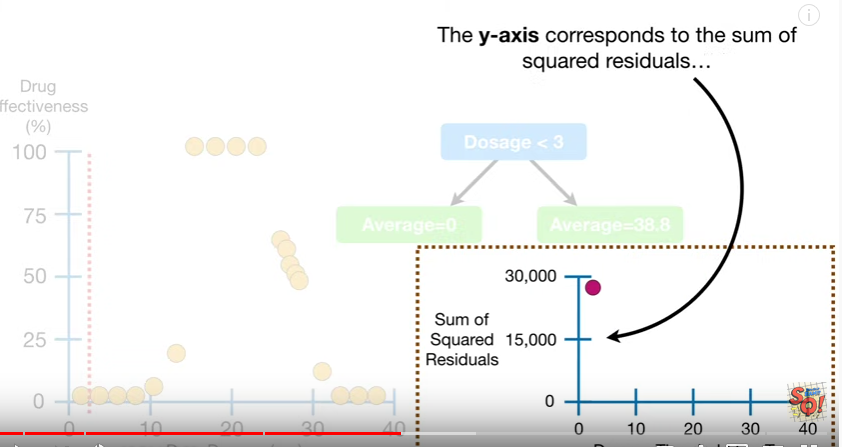 The y-axis corresponds to the sum of
squared residuals…
Drug
ffectiveness
(%)
100
75
50
25
0
0
10
20
30
40
Dosage < 3
Average=0
Average=38.8
30,000
15,000
0
Sum of
Squared
Residuals
0
10
20
30
40
SQ!